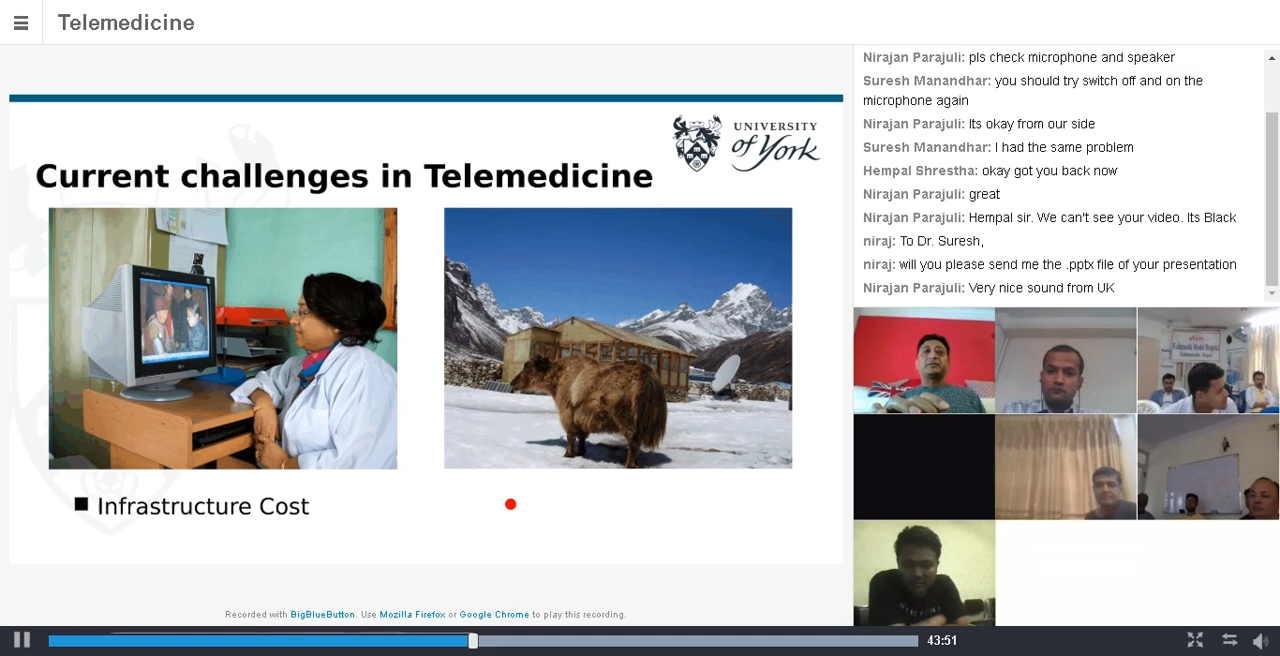 Telemedicine
UNIVERSITY
of York
Current challenges in Telemedicine
Infrastructure Cost
Recorded with BigBlueButton. Use Mozilla Firefox or Google Chrome to play this recording.
Nirajan Parajuli: pls check microphone and speaker
Suresh Manandhar: you should try switch off and on the
microphone again
Nirajan Parajuli: Its okay from our side
Suresh Manandhar: I had the same problem
Hempal Shrestha: okay got you back now
Nirajan Parajuli: great
Nirajan Parajuli: Hempal sir. We can't see your video. Its Black
niraj: To Dr. Suresh,
niraj: will you please send me the .pptx file of your presentation
Nirajan Parajuli: Very nice sound from UK
Kathmandu Model Hospital
43:51